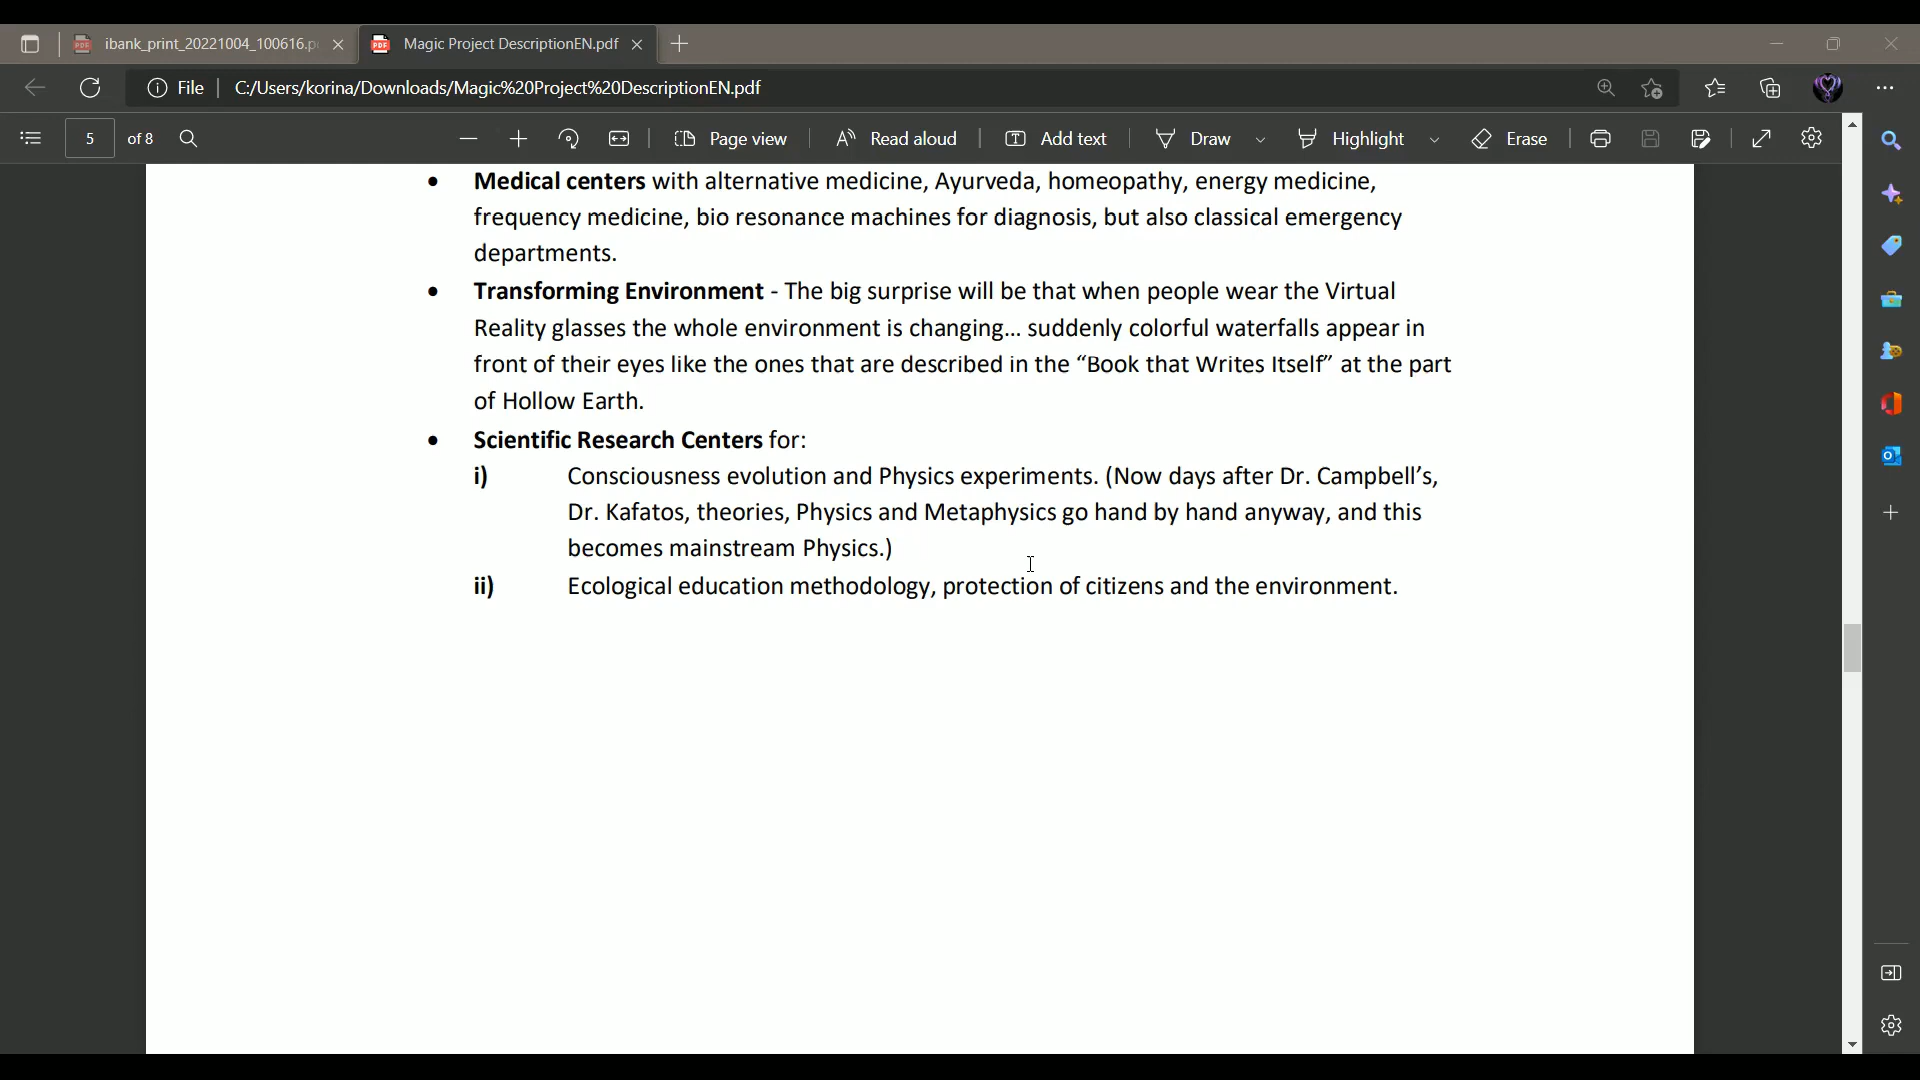 ibank_print_20221004_100616.p
Magic Project DescriptionEN.pdf
File
C:/Users/korina/Downloads/Magic%20Project%20DescriptionEN.pdf
5 of 8
Page view
Read aloud
Add text
Draw
Highlight
Erase
• Medical centers with alternative medicine, Ayurveda, homeopathy, energy medicine,
frequency medicine, bio resonance machines for diagnosis, but also classical emergency
departments.
• Transforming Environment - The big surprise will be that when people wear the Virtual
Reality glasses the whole environment is changing... suddenly colorful waterfalls appear in
front of their eyes like the ones that are described in the “Book that Writes Itself” at the part
of Hollow Earth.
• Scientific Research Centers for:
i) Consciousness evolution and Physics experiments. (Now days after Dr. Campbell’s,
Dr. Kafatos, theories, Physics and Metaphysics go hand by hand anyway, and this
becomes mainstream Physics.)
ii) Ecological education methodology, protection of citizens and the environment.